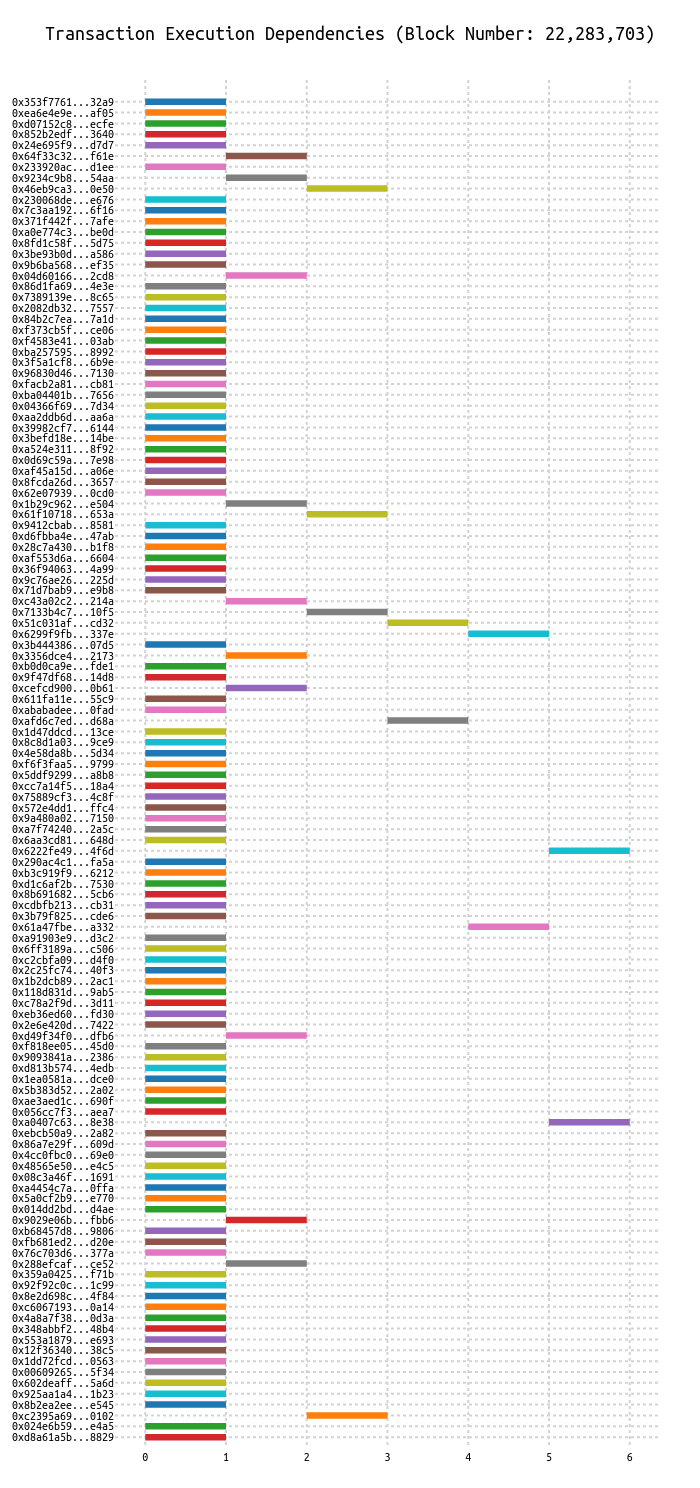 Transaction Execution Dependencies (Block Number: 22,283,703)
0x353f7761...32a9
0xea6e4e9e...af05
0xd07152c8...ecfe
0x852b2edf...3640
0x24e695f9...d7d7
0x64f33c32...f61e
0x233920ac...d1ee
0x9234c9b8...54aa
0x46eb9ca3...0e50
0x230068de...e676
0x7c3aa192...6f16
0x371f442f...7afe
0xa0e774c3...be0d
0x8fd1c58f...5d75
0x3be93b0d...a586
0x9b6ba568...ef35
0x04d60166...2cd8
0x86d1fa69...4e3e
0x7389139e...8c65
0x2082db32...7557
0x84b2c7ea...7a1d
0xf373cb5f...ce06
0xf4583e41...03ab
0xba257595...8992
0x3f5a1cf8...6b9e
0x96830d46...7130
0xfacb2a81...cb81
0xba04401b...7656
0x04366f69...7d34
0xaa2ddb6d...aa6a
0x39982cf7...6144
0x3befd18e...14be
0xa524e311...8f92
0x0d69c59a...7e98
0xaf45a15d...a06e
0x8fcda26d...3657
0x62e07939...0cd0
0x1b29c962...e504
0x61f10718...653a
0x9412cbab...8581
0xd6fbba4e...47ab
0x28c7a430...b1f8
0xaf553d6a...6604
0x36f94063...4a99
0x9c76ae26...225d
0x71d7bab9...e9b8
0xc43a02c2...214a
0x7133b4c7...10f5
0x51c031af...cd32
0x6299f9fb...337e
0x3b444386...07d5
0x3356dce4...2173
0xb0d0ca9e...fde1
0x9f47df68...14d8
0xcefcd900...0b61
0x611fa11e...55c9
0xababadee...0fad
0xafd6c7ed...d68a
0x1d47ddcd...13ce
0x8c8d1a03...9ce9
0x4e58da8b...5d34
0xf6f3faa5...9799
0x5ddf9299...a8b8
0xcc7a14f5...18a4
0x75889cf3...4c8f
0x572e4dd1...ffc4
0x9a480a02...7150
0xa7f74240...2a5c
0x6aa3cd81...648d
0x6222fe49...4f6d
0x290ac4c1...fa5a
0xb3c919f9...6212
0xd1c6af2b...7530
0x8b691682...5cb6
0xcdbfb213...cb31
0x3b79f825...cde6
0x61a47fbe...a332
0xa91903e9...d3c2
0x6ff3189a...c506
0xc2cbfa09...d4f0
0x2c25fc74...40f3
0x1b2dcb89...2ac1
0x118d831d...9ab5
0xc78a2f9d...3d11
0xeb36ed60...fd30
0x2e6e420d...7422
0xd49f34f0...dfb6
0xf818ee05...45d0
0x9093841a...2386
0xd813b574...4edb
0x1ea0581a...dce0
0x5b383d52...2a02
0xae3aed1c...690f
0x056cc7f3...aea7
0xa0407c63...8e38
0xebcb50a9...2a82
0x86a7e29f...609d
0x4cc0fbc0...69e0
0x48565e50...e4c5
0x08c3a46f...1691
0xa4454c7a...0ffa
0x5a0cf2b9...e770
0x014dd2bd...d4ae
0x9029e06b...fbb6
0xb68457d8...9806
0xfb681ed2...d20e
0x76c703d6...377a
0x288efcaf...ce52
0x359a0425...f71b
0x92f92c0c...1c99
0x8e2d698c...4f84
0xc6067193...0a14
0x4a8a7f38...0d3a
0x348abbf2...48b4
0x553a1879...e693
0x12f36340...38c5
0x1dd72fcd...0563
0x00609265...5f34
0x602deaff...5a6d
0x925aa1a4...1b23
0x8b2ea2ee...e545
0xc2395a69...0102
0x024e6b59...e4a5
0xd8a61a5b...8829
0 1 2 3 4 5 6